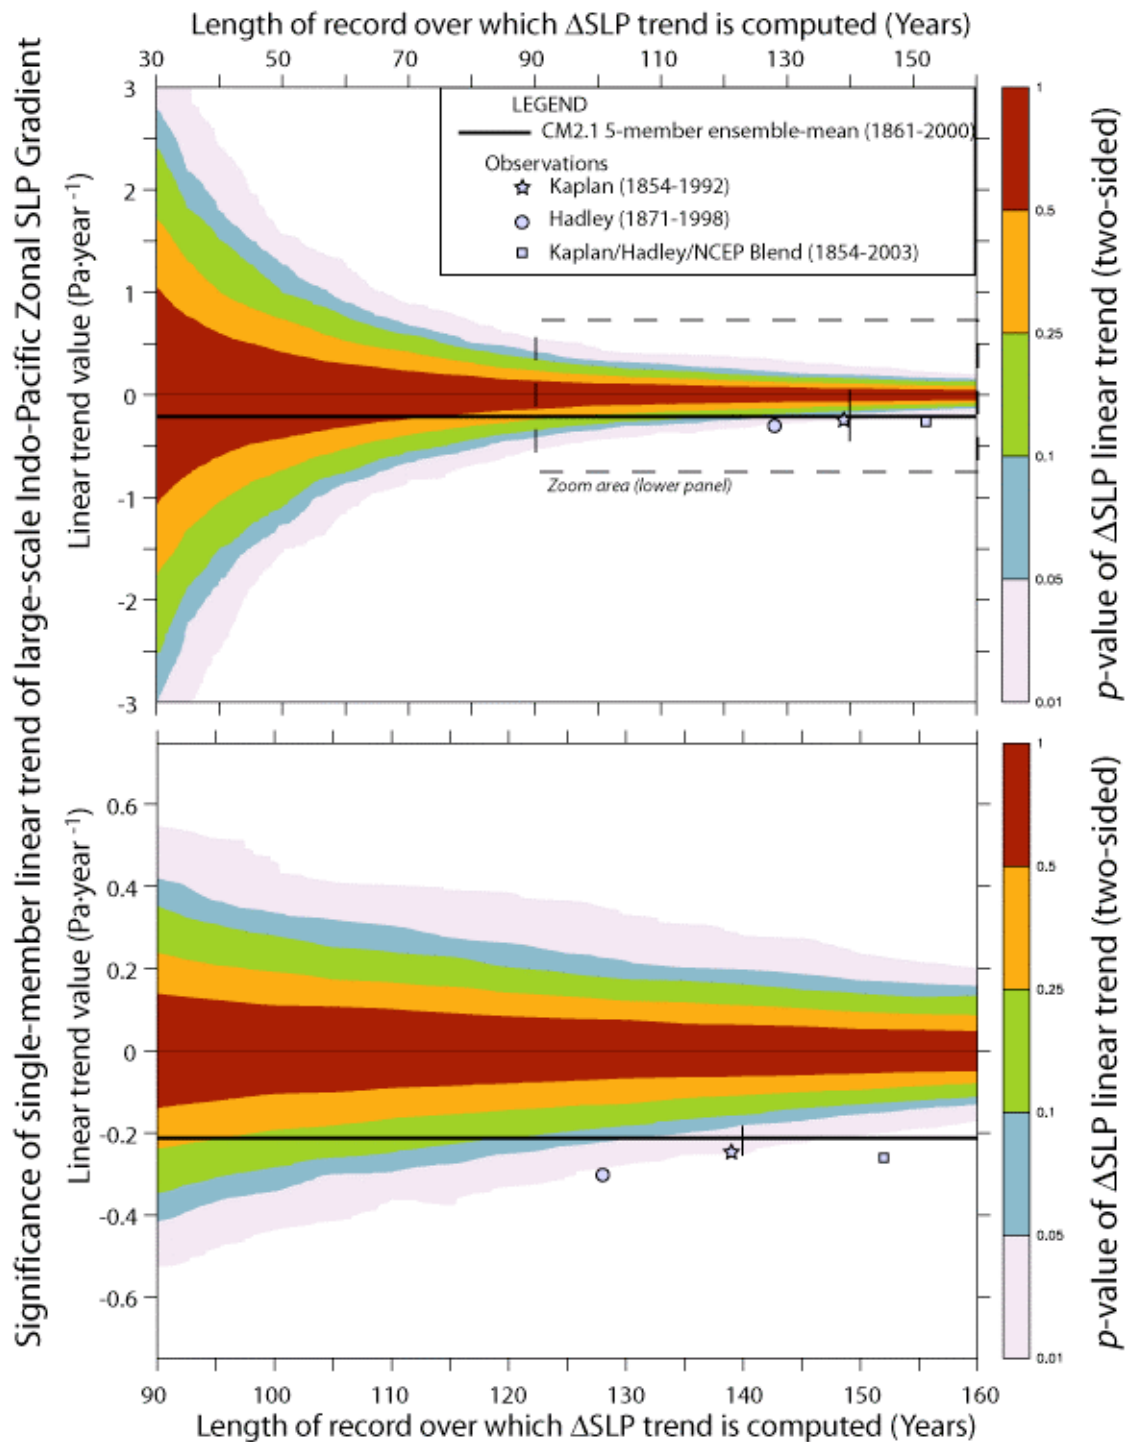 Significance of single-member linear trend of large-scale Indo-Pacific Zonal SLP Gradient
Length of record over which ΔSLP trend is computed (Years)
30 50 70 90 110 130 150
3
2
1
0
-1
-2
-3
Linear trend value (Pa·year -1)
LEGEND
CM2.1 5-member ensemble-mean (1861-2000)
Observations
Kaplan (1854-1992)
Hadley (1871-1998)
Kaplan/Hadley/NCEP Blend (1854-2003)
Zoom area (lower panel)
1
0.5
0.25
0.1
0.05
0.01
p-value of ΔSLP linear trend (two-sided)
0.6
0.4
0.2
0
-0.2
-0.4
-0.6
Linear trend value (Pa·year -1)
1
0.5
0.25
0.1
0.05
0.01
p-value of ΔSLP linear trend (two-sided)
90 100 110 120 130 140 150 160
Length of record over which ΔSLP trend is computed (Years)